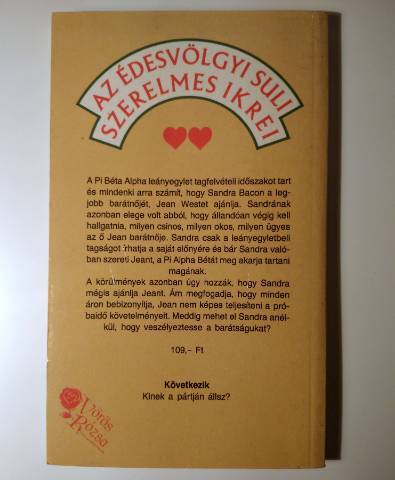 AZ ÉDESVÖLGYI SULI
SZERELMES IKREI
A Pi Béta Alpha leányegylet tagfelvételi időszakot tart
és mindenki arra számít, hogy Sandra Bacon a leg-
jobb barátnőjét, Jean Westet ajánlja. Sandrának
azonban elege volt abból, hogy állandóan végig kell
hallgatnia, milyen csinos, milyen okos, milyen ügyes
az ő Jean barátnője. Sandra csak a leányegyletbeli
tagságot írhatja a saját előnyére és bár Sandra való-
ban szereti Jeant, a Pi Alpha Bétát meg akarja tartani
magának.
A körülmények azonban úgy hozzák, hogy Sandra
mégis ajánlja Jeant. Ám megfogadja, hogy minden
áron bebizonyítja, Jean nem képes teljesíteni a pró-
baidő követelményeit. Meddig mehet el Sandra anél-
kül, hogy veszélyeztesse a barátságukat?
109,– Ft
Következik
Kinek a pártján állsz?
Vörös
Rózsa